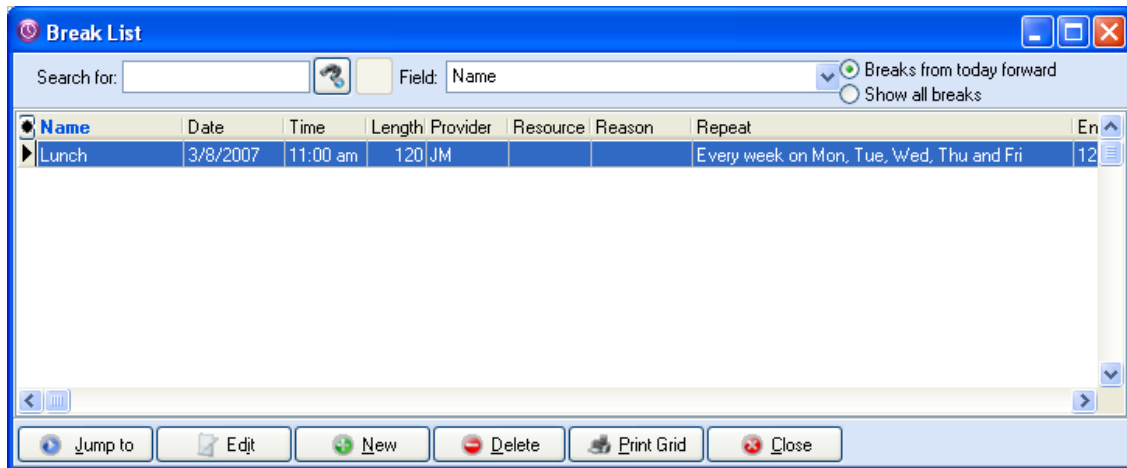 Break List
Search for: Field: Name Breaks from today forward
Show all breaks
Name Date Time Length Provider Resource Reason Repeat En
Lunch 3/8/2007 11:00 am 120 JM Every week on Mon, Tue, Wed, Thu and Fri 12
Jump to Edit New Delete Print Grid Close